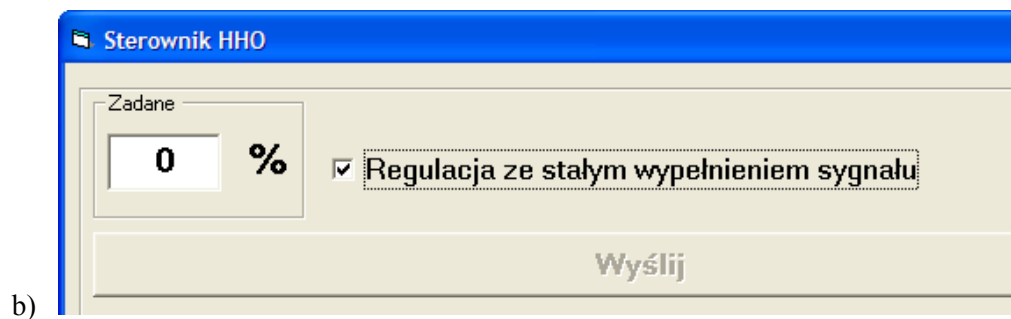 Sterownik HHO
Zadane
0 %
Regulacja ze stałym wypełnieniem sygnału
Wyślij
b)